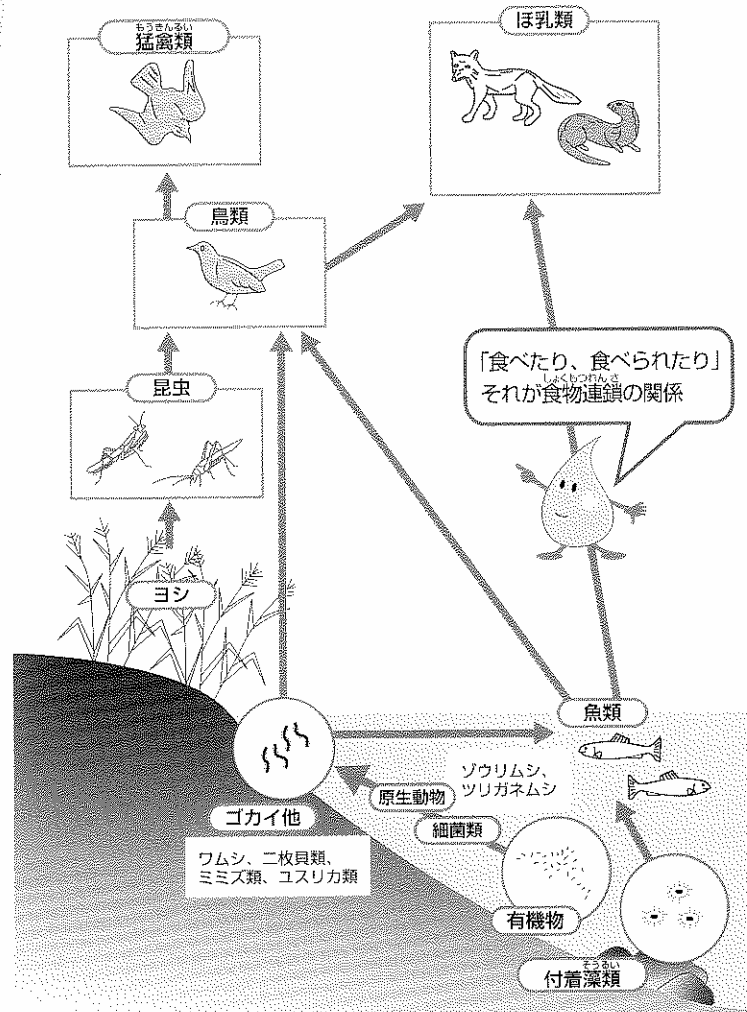 もうきんるい
猛禽類
ほ乳類
鳥類
「食べたり、食べられたり」
しょくもつれんさ
それが食物連鎖の関係
昆虫
ヨシ
魚類
ゾウリムシ、
ツリガネムシ
原生動物
細菌類
ゴカイ他
ワムシ、二枚貝類、
ミミズ類、ユスリカ類
有機物
そうるい
付着藻類